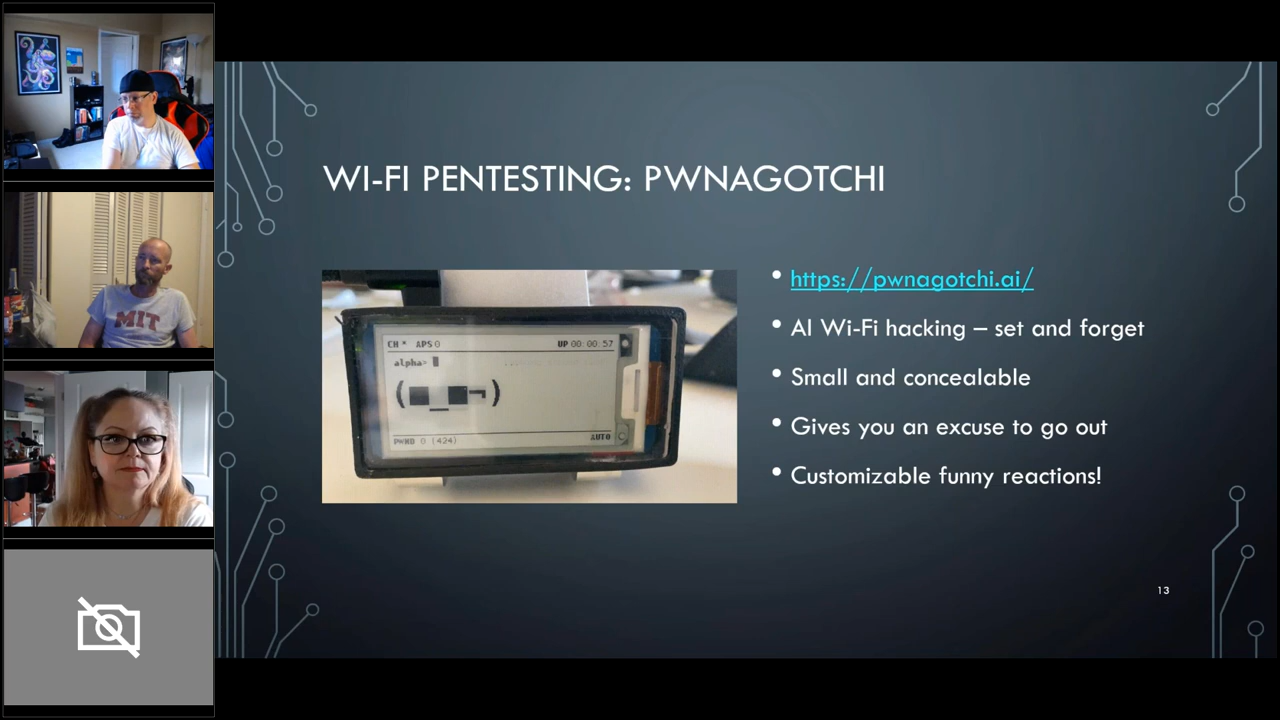 WI-FI PENTESTING: PWNAGOTCHI
CH * APS 0 UP 00:00:57
alpha>
PWND 0 (424) AUTO
• https://pwnagotchi.ai/
• AI Wi-Fi hacking – set and forget
• Small and concealable
• Gives you an excuse to go out
• Customizable funny reactions!
13
MIT